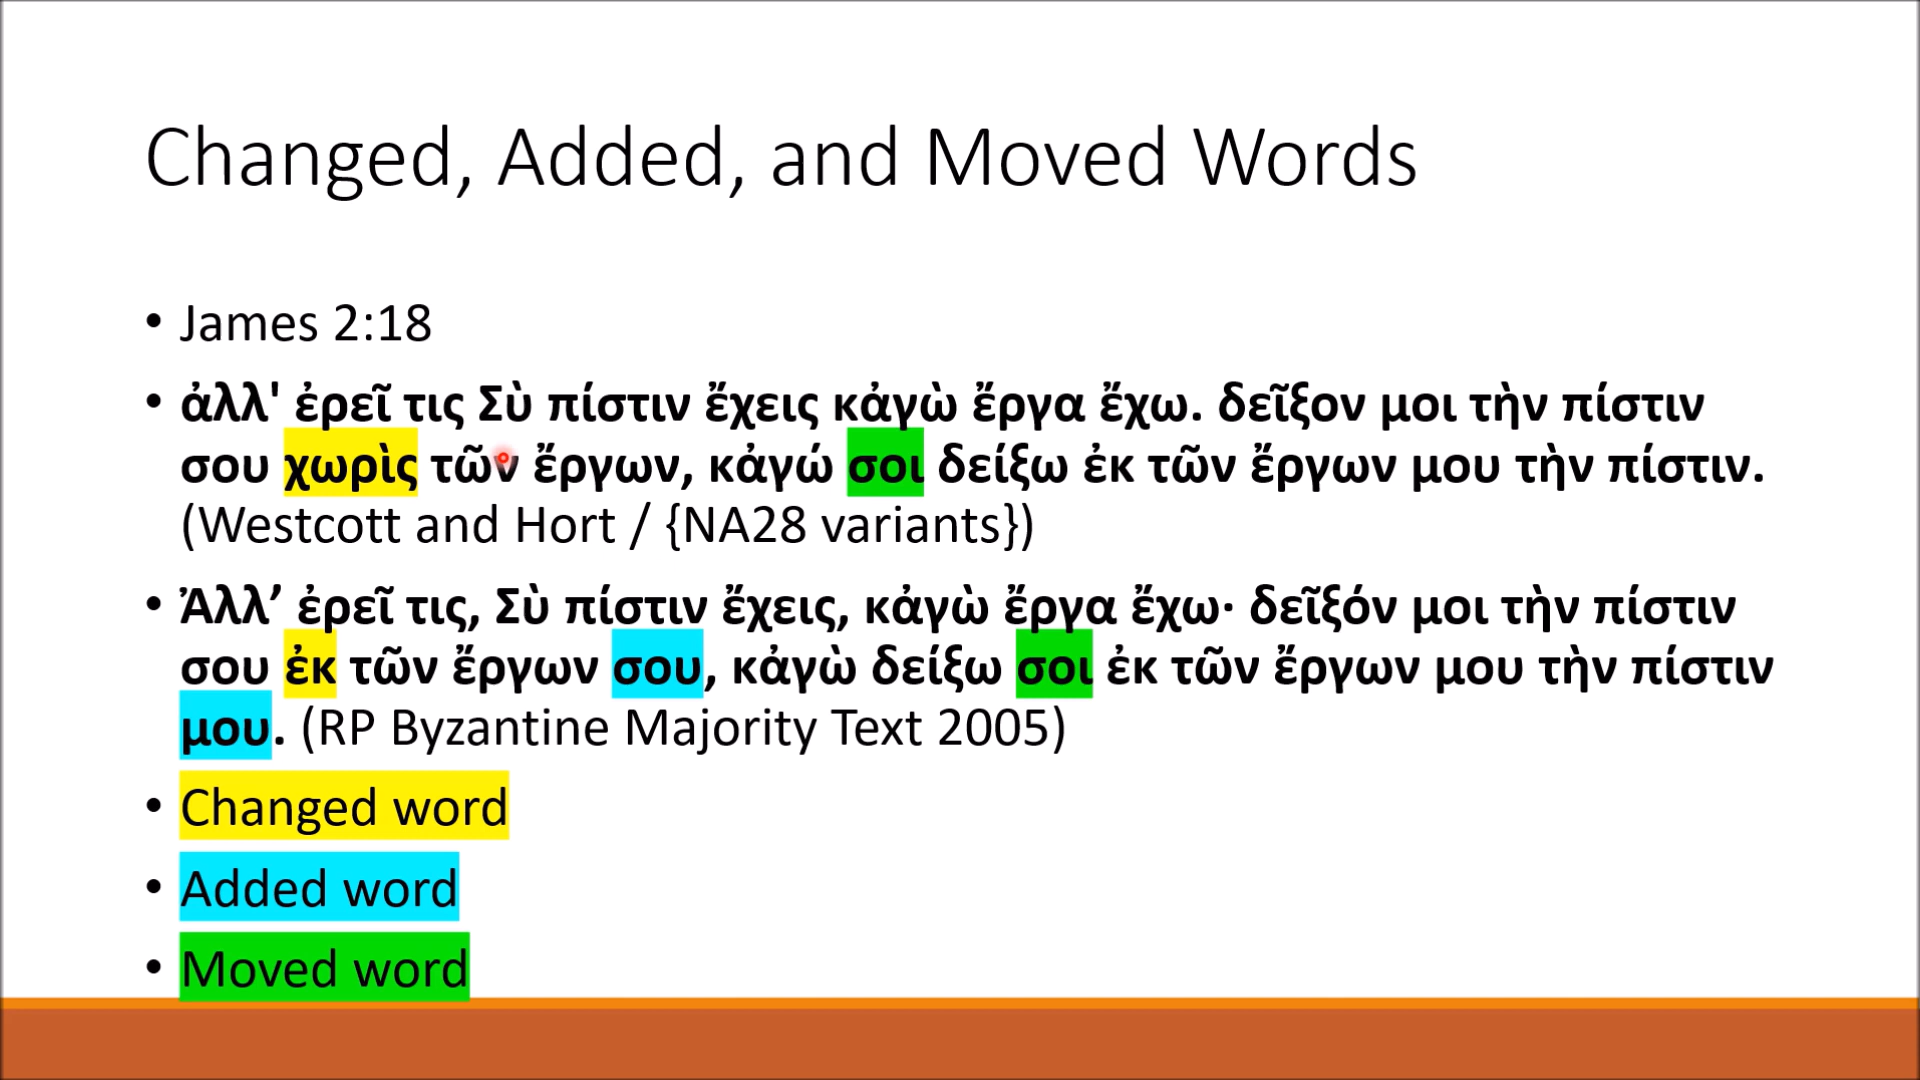 Changed, Added, and Moved Words
• James 2:18
• ἀλλ' ἐρεῖ τις Σὺ πίστιν ἔχεις κἀγὼ ἔργα ἔχω. δεῖξον μοι τὴν πίστιν
σου χωρὶς τῶν ἔργων, κἀγώ σοι δείξω ἐκ τῶν ἔργων μου τὴν πίστιν.
(Westcott and Hort / {NA28 variants})
• Ἀλλ’ ἐρεῖ τις, Σὺ πίστιν ἔχεις, κἀγὼ ἔργα ἔχω· δεῖξόν μοι τὴν πίστιν
σου ἐκ τῶν ἔργων σου, κἀγὼ δείξω σοι ἐκ τῶν ἔργων μου τὴν πίστιν
μου. (RP Byzantine Majority Text 2005)
• Changed word
• Added word
• Moved word